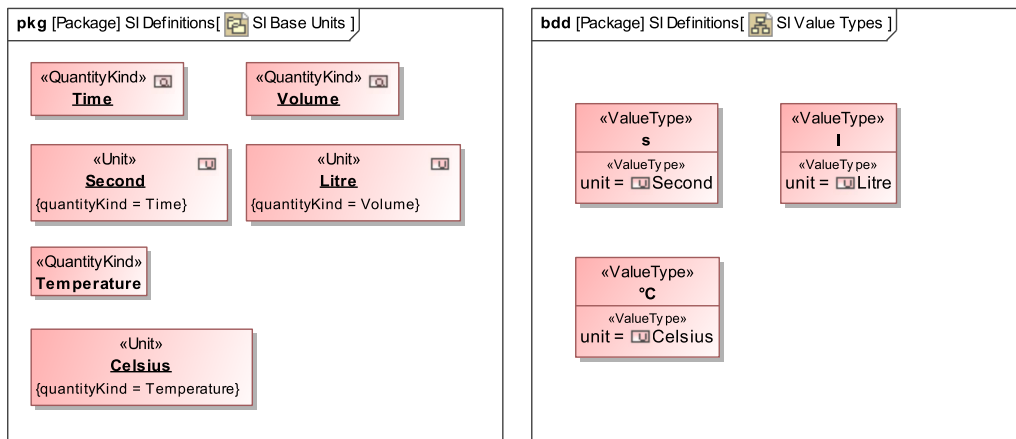 pkg [Package] SI Definitions[ SI Base Units ]
«QuantityKind»
Time
«QuantityKind»
Volume
«Unit»
Second
{quantityKind = Time}
«Unit»
Litre
{quantityKind = Volume}
«QuantityKind»
Temperature
«Unit»
Celsius
{quantityKind = Temperature}
bdd [Package] SI Definitions[ SI Value Types ]
«ValueType»
s
«ValueType»
unit = Second
«ValueType»
l
«ValueType»
unit = Litre
«ValueType»
°C
«ValueType»
unit = Celsius